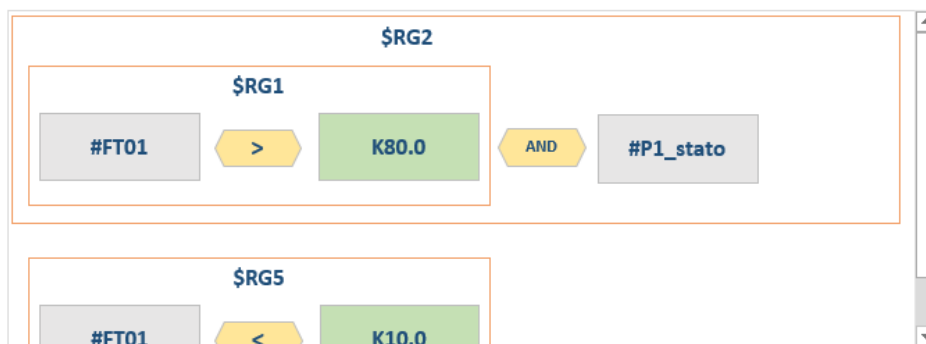 $RG2
$RG1
#FT01 > K80.0 AND #P1_stato
$RG5
#FT01 < K10.0